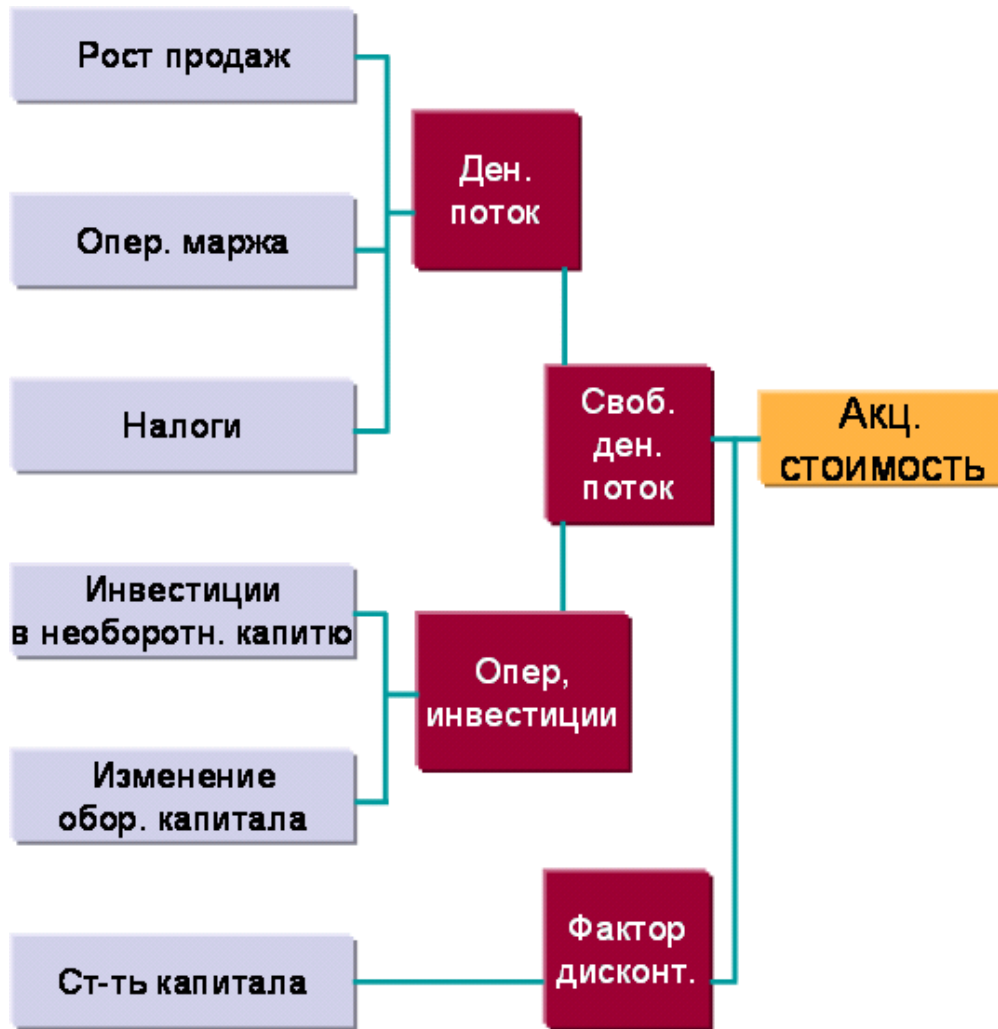 Рост продаж
Опер. маржа
Налоги
Инвестиции
в необоротн. капитю
Изменение
обор. капитала
Ст-ть капитала
Ден.
поток
Опер,
инвестиции
Своб.
ден.
поток
Фактор
дисконт.
Акц.
стоимость